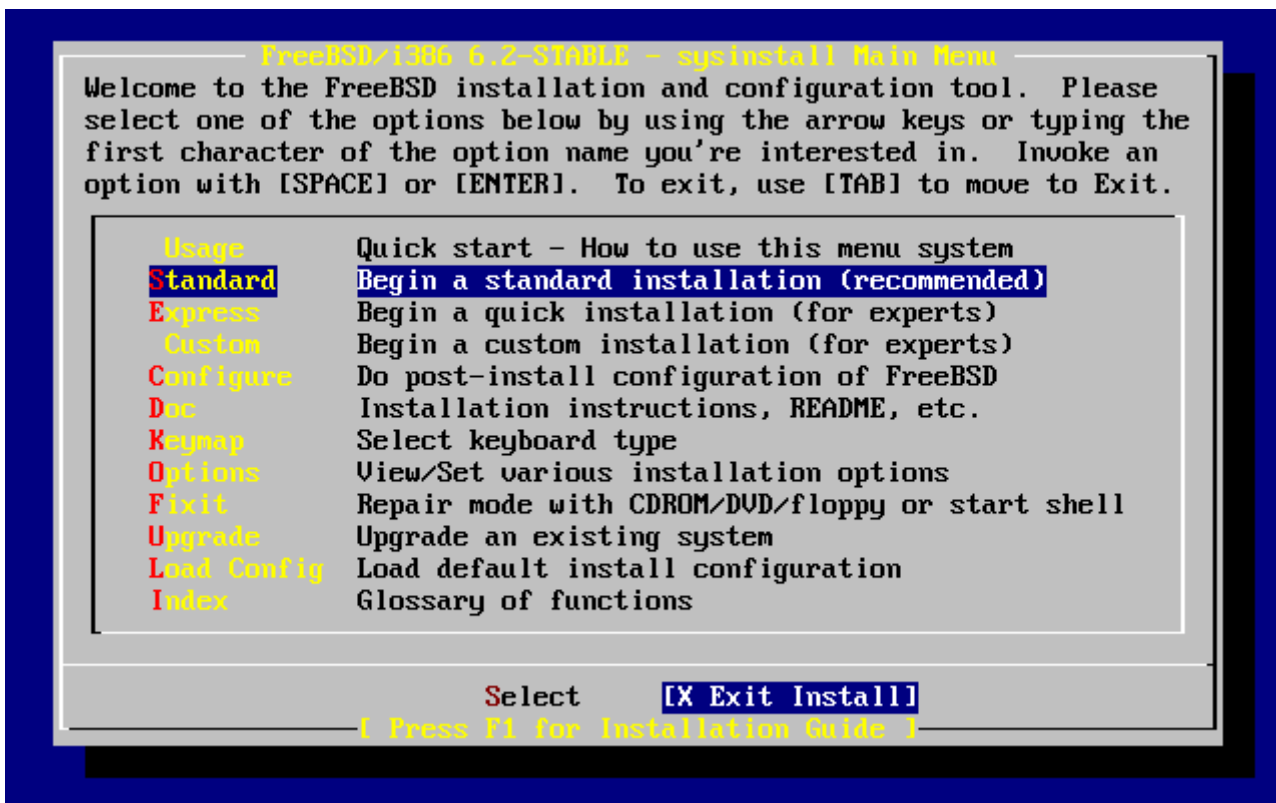 FreeBSD/i386 6.2-STABLE - sysinstall Main Menu
Welcome to the FreeBSD installation and configuration tool.  Please
select one of the options below by using the arrow keys or typing the
first character of the option name you're interested in.  Invoke an
option with [SPACE] or [ENTER].  To exit, use [TAB] to move to Exit.
Usage Quick start - How to use this menu system
Standard Begin a standard installation (recommended)
Express Begin a quick installation (for experts)
Custom Begin a custom installation (for experts)
Configure Do post-install configuration of FreeBSD
Doc Installation instructions, README, etc.
Keymap Select keyboard type
Options View/Set various installation options
Fixit Repair mode with CDROM/DVD/floppy or start shell
Upgrade Upgrade an existing system
Load Config Load default install configuration
Index Glossary of functions
Select [X Exit Install]
[ Press F1 for Installation Guide ]